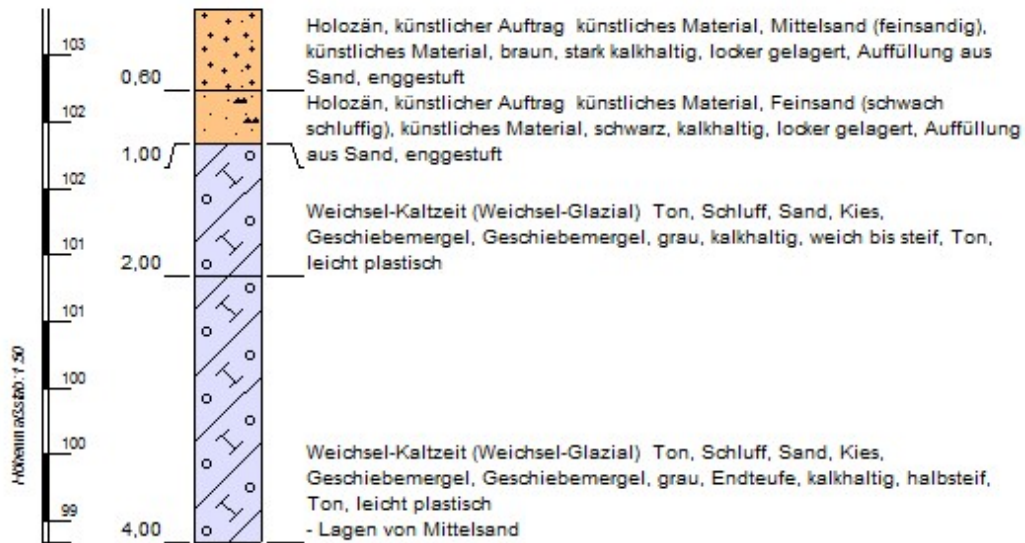 Holozän, künstlicher Auftrag künstliches Material, Mittelsand (feinsandig),
künstliches Material, braun, stark kalkhaltig, locker gelagert, Auffüllung aus
Sand, enggestuft
Holozän, künstlicher Auftrag künstliches Material, Feinsand (schwach
schluffig), künstliches Material, schwarz, kalkhaltig, locker gelagert, Auffüllung
aus Sand, enggestuft
Weichsel-Kaltzeit (Weichsel-Glazial) Ton, Schluff, Sand, Kies,
Geschiebemergel, Geschiebemergel, grau, kalkhaltig, weich bis steif, Ton,
leicht plastisch
Weichsel-Kaltzeit (Weichsel-Glazial) Ton, Schluff, Sand, Kies,
Geschiebemergel, Geschiebemergel, grau, Endteufe, kalkhaltig, halbsteif,
Ton, leicht plastisch
- Lagen von Mittelsand
0,60
1,00
2,00
4,00
103
102
102
101
101
100
100
99
Höhenmaßstab: 1:50